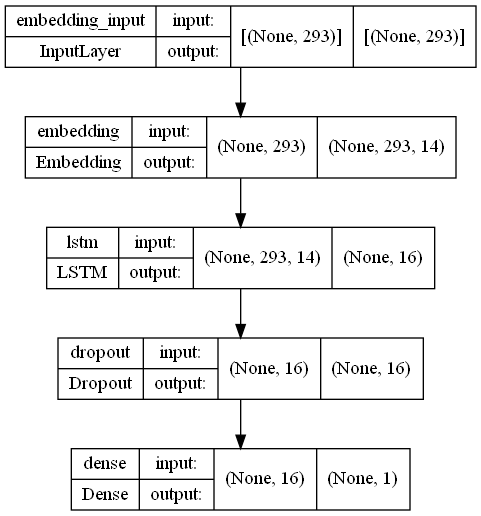 embedding_input input: [(None, 293)] [(None, 293)]
InputLayer output:
embedding input: (None, 293) (None, 293, 14)
Embedding output:
lstm input: (None, 293, 14) (None, 16)
LSTM output:
dropout input: (None, 16) (None, 16)
Dropout output:
dense input: (None, 16) (None, 1)
Dense output: